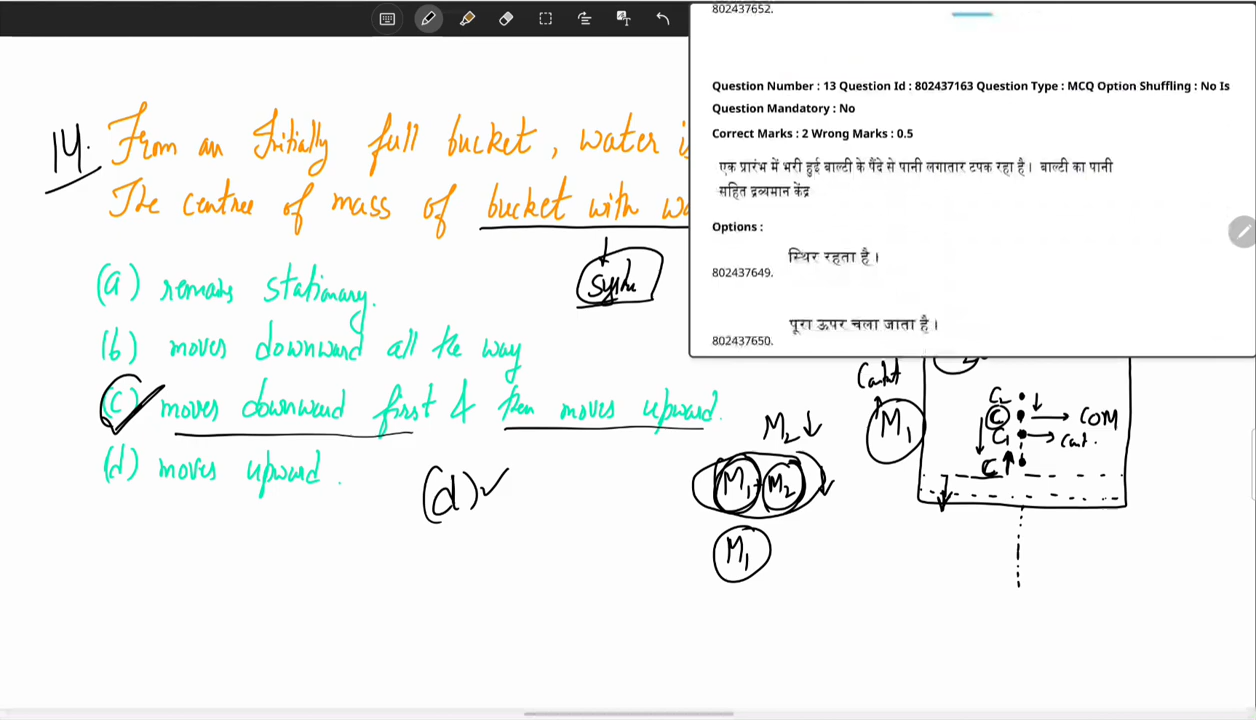 802437652.
Question Number : 13 Question Id : 802437163 Question Type : MCQ Option Shuffling : No Is
Question Mandatory : No
Correct Marks : 2 Wrong Marks : 0.5
एक प्रारंभ में भरी हुई बाल्टी के पैंदे से पानी लगातार टपक रहा है। बाल्टी का पानी
सहित द्रव्यमान केंद्र
Options :
स्थिर रहता है।
802437649.
पूरा ऊपर चला जाता है।
802437650.
14. From an Initially full bucket, water is
The centre of mass of bucket with wa
System
(a) remains stationary.
(b) moves downward all the way
(c) moves downward first & then moves upward.
(d) moves upward.
(d)
M2
M1 M2
M1
M1
C2
C COM
C1
C